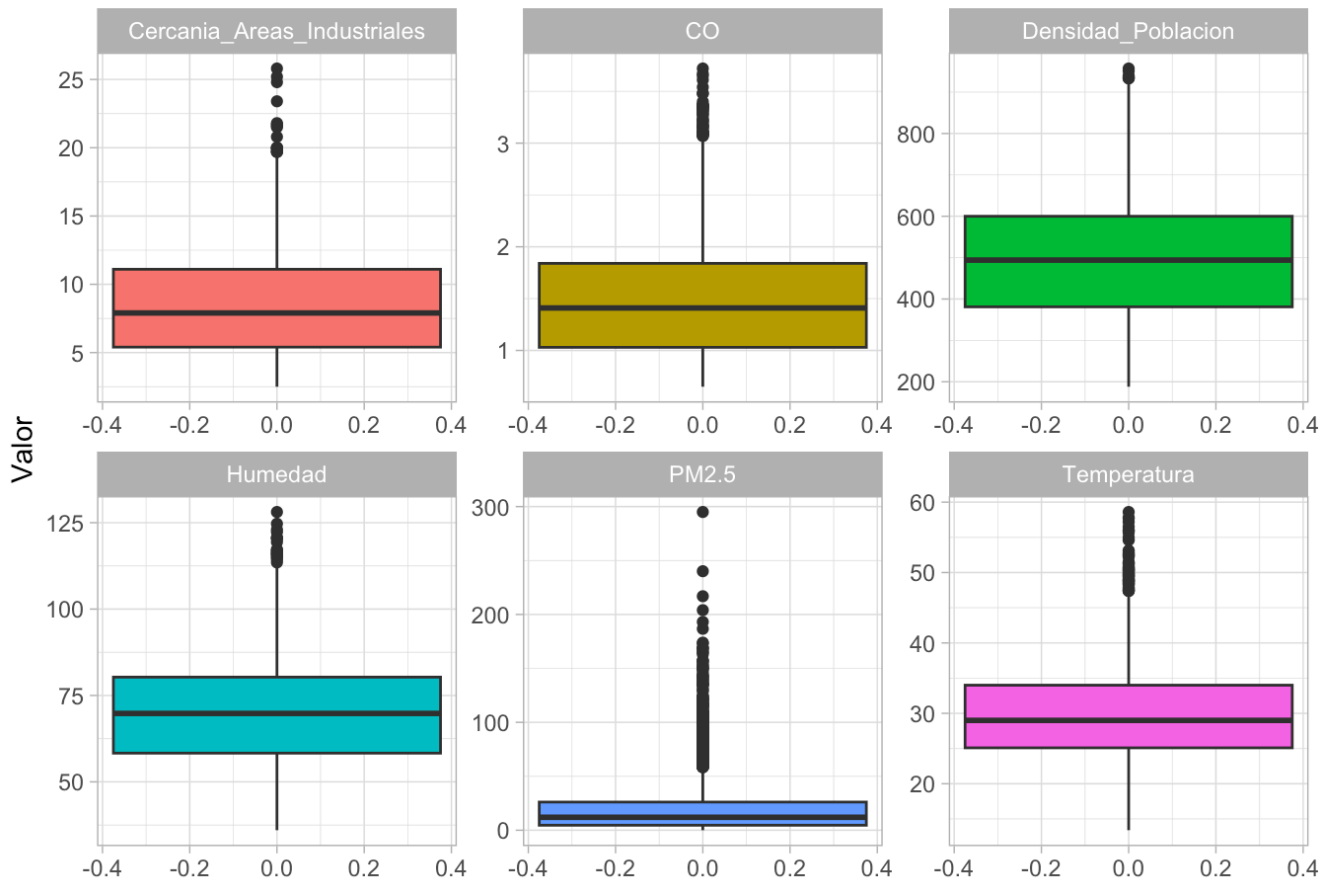 Cercania_Areas_Industriales
CO
Densidad_Poblacion
25
20
15
10
5
3
2
1
800
600
400
200
-0.4 -0.2 0.0 0.2 0.4
-0.4 -0.2 0.0 0.2 0.4
-0.4 -0.2 0.0 0.2 0.4
Valor
Humedad
PM2.5
Temperatura
125
100
75
50
300
200
100
0
60
50
40
30
20
-0.4 -0.2 0.0 0.2 0.4
-0.4 -0.2 0.0 0.2 0.4
-0.4 -0.2 0.0 0.2 0.4